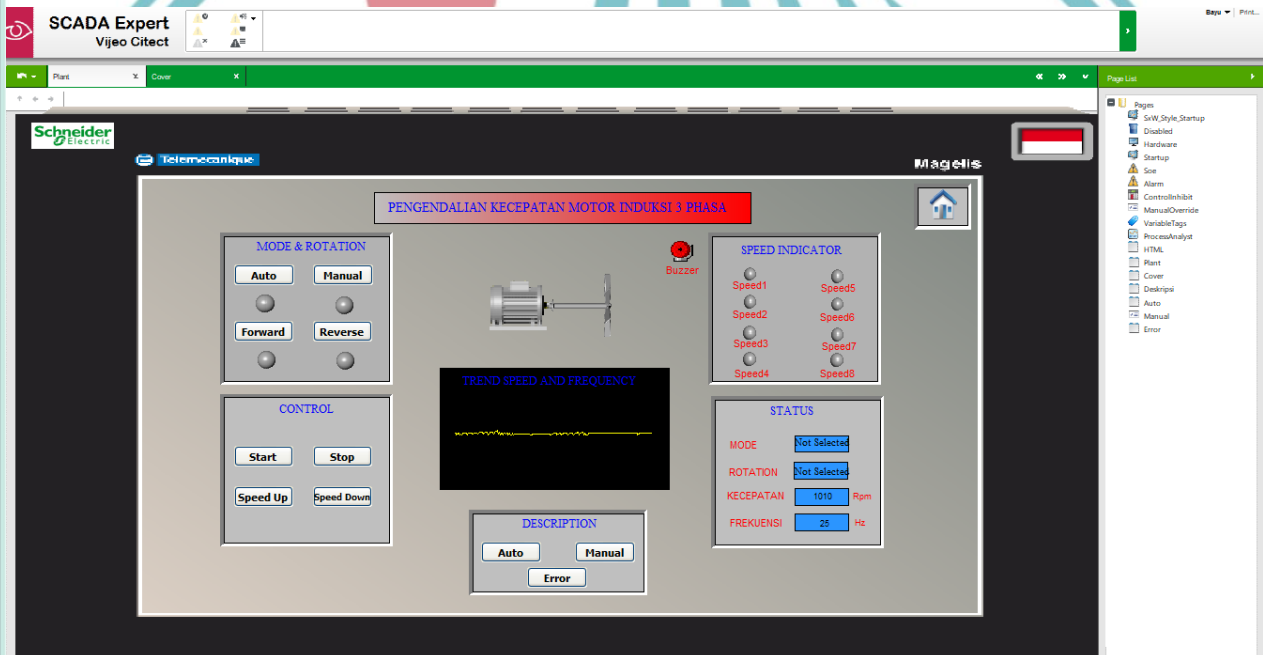 SCADA Expert
Vijeo Citect
Bayu
Print...
Plant
Cover
Page List
Schneider
Electric
Telemecanique
Magelis
PENGENDALIAN KECEPATAN MOTOR INDUKSI 3 PHASA
MODE & ROTATION
Auto Manual
Forward Reverse
CONTROL
Start Stop
Speed Up Speed Down
Buzzer
TREND SPEED AND FREQUENCY
DESCRIPTION
Auto Manual
Error
SPEED INDICATOR
Speed1 Speed5
Speed2 Speed6
Speed3 Speed7
Speed4 Speed8
STATUS
MODE Not Selected
ROTATION Not Selected
KECEPATAN 1010 Rpm
FREKUENSI 25 Hz
Pages
SxW_Style_Startup
Disabled
Hardware
Startup
Soe
Alarm
ControlInhibit
ManualOverride
VariableTags
ProcessAnalyst
HTML
Plant
Cover
Deskripsi
Auto
Manual
Error